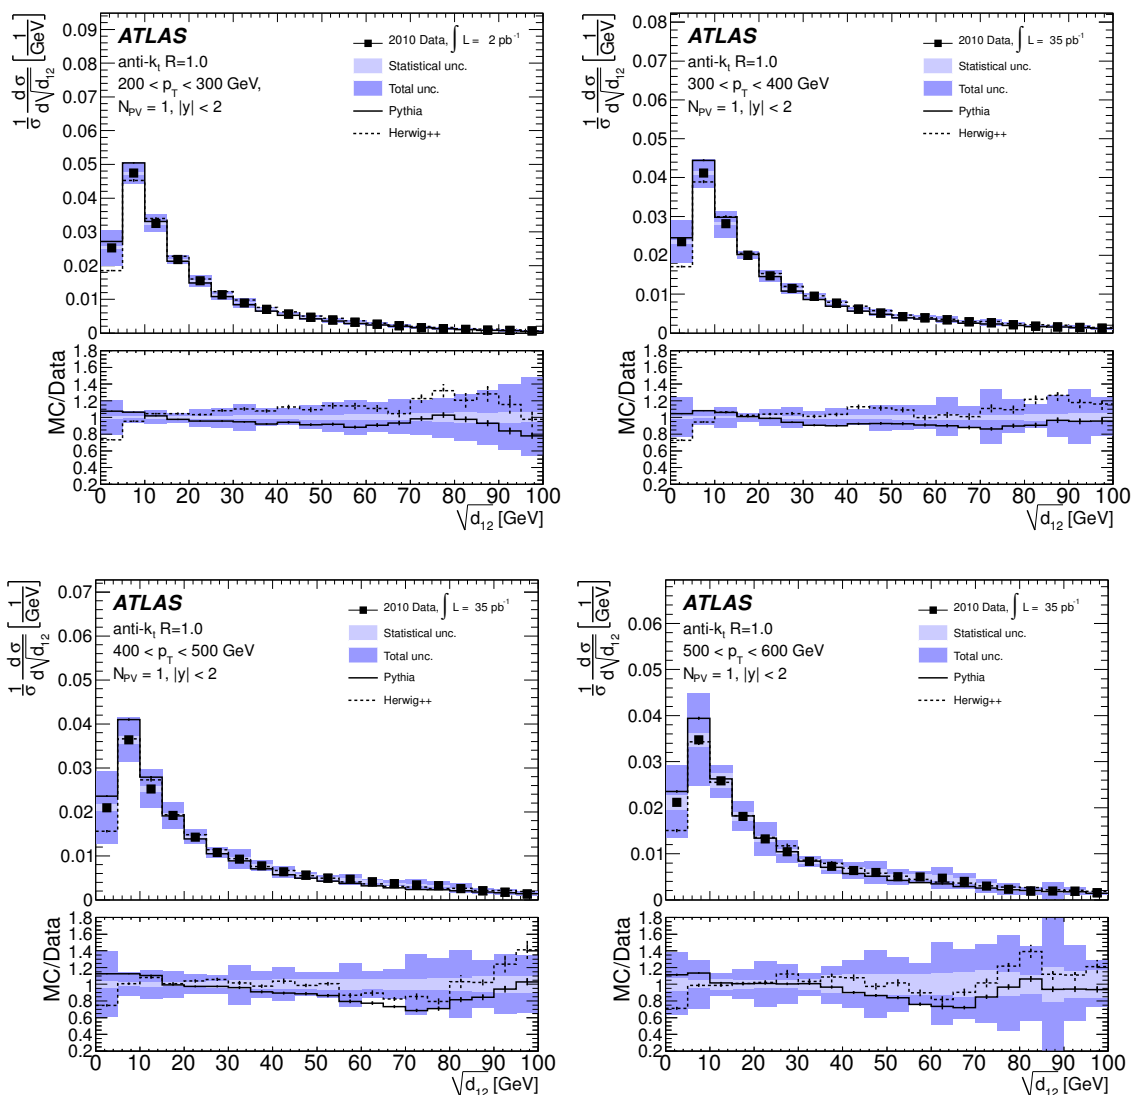 ATLAS
anti-kt R=1.0
200 < pT < 300 GeV,
NPV = 1, |y| < 2
2010 Data, ∫ L = 2 pb-1
Statistical unc.
Total unc.
Pythia
Herwig++
1/σ dσ/d√d12 [1/GeV]
0.09
0.08
0.07
0.06
0.05
0.04
0.03
0.02
0.01
0
MC/Data
1.8
1.6
1.4
1.2
1
0.8
0.6
0.4
0.2
0 10 20 30 40 50 60 70 80 90 100
√d12 [GeV]
ATLAS
anti-kt R=1.0
300 < pT < 400 GeV
NPV = 1, |y| < 2
2010 Data, ∫ L = 35 pb-1
Statistical unc.
Total unc.
Pythia
Herwig++
1/σ dσ/d√d12 [1/GeV]
0.08
0.07
0.06
0.05
0.04
0.03
0.02
0.01
0
MC/Data
1.8
1.6
1.4
1.2
1
0.8
0.6
0.4
0.2
0 10 20 30 40 50 60 70 80 90 100
√d12 [GeV]
ATLAS
anti-kt R=1.0
400 < pT < 500 GeV
NPV = 1, |y| < 2
2010 Data, ∫ L = 35 pb-1
Statistical unc.
Total unc.
Pythia
Herwig++
1/σ dσ/d√d12 [1/GeV]
0.07
0.06
0.05
0.04
0.03
0.02
0.01
0
MC/Data
1.8
1.6
1.4
1.2
1
0.8
0.6
0.4
0.2
0 10 20 30 40 50 60 70 80 90 100
√d12 [GeV]
ATLAS
anti-kt R=1.0
500 < pT < 600 GeV
NPV = 1, |y| < 2
2010 Data, ∫ L = 35 pb-1
Statistical unc.
Total unc.
Pythia
Herwig++
1/σ dσ/d√d12 [1/GeV]
0.06
0.05
0.04
0.03
0.02
0.01
0
MC/Data
1.8
1.6
1.4
1.2
1
0.8
0.6
0.4
0.2
0 10 20 30 40 50 60 70 80 90 100
√d12 [GeV]